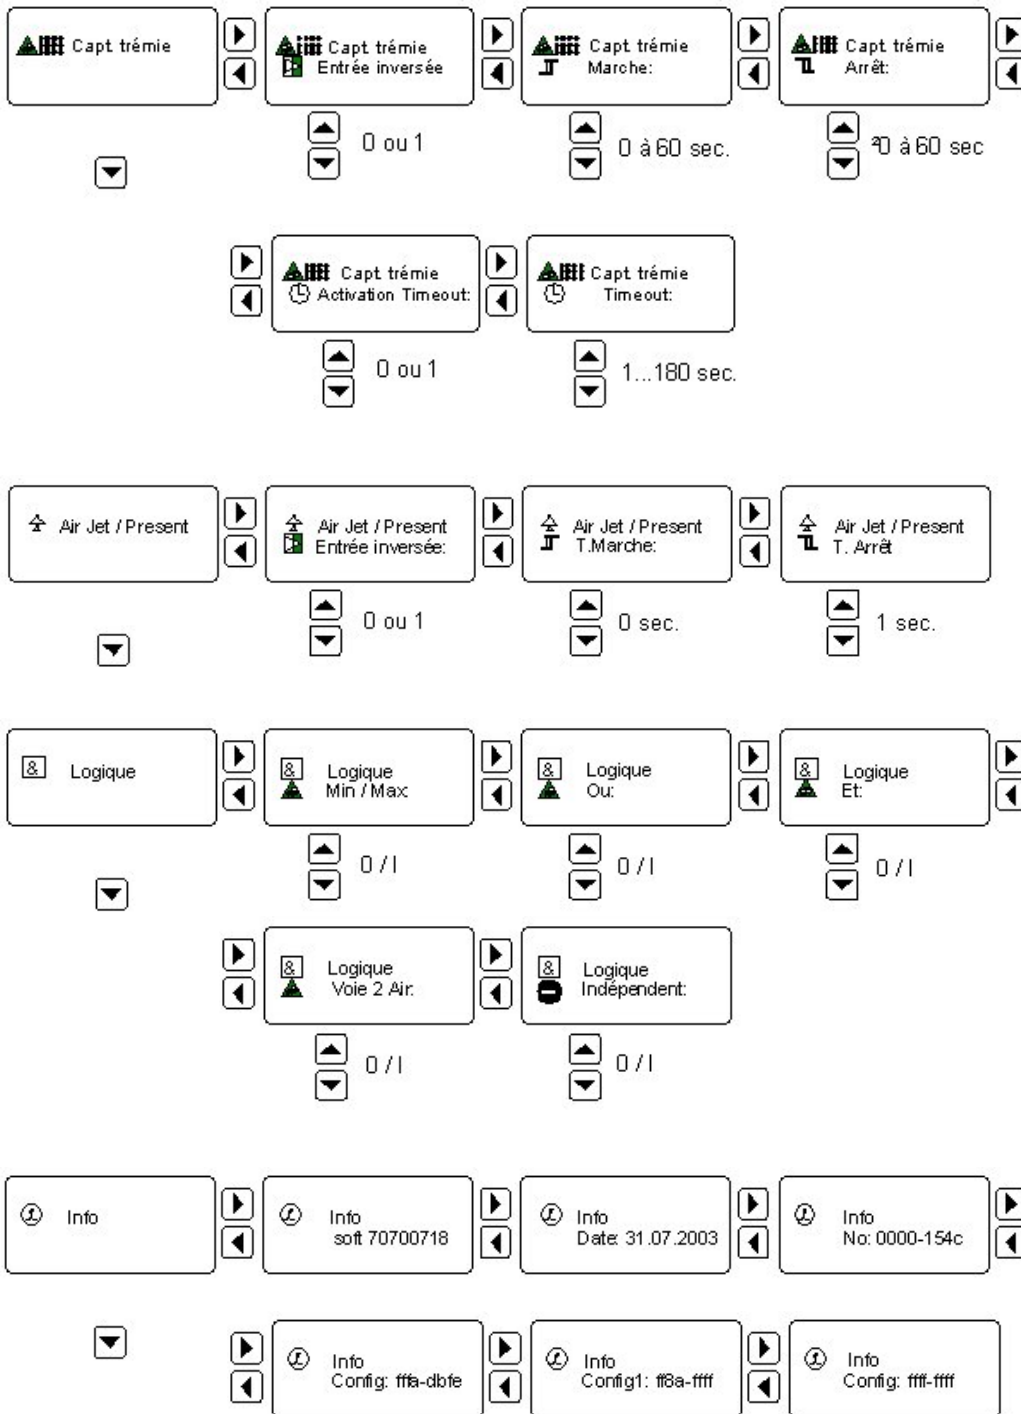 Capt. trémie
Capt. trémie
Entrée inversée
Capt. trémie
Marche:
Capt. trémie
Arrêt:
0 ou 1
0 à 60 sec.
²0 à 60 sec
Capt. trémie
Activation Timeout:
Capt. trémie
Timeout:
0 ou 1
1...180 sec.
Air Jet / Present
Air Jet / Present
Entrée inversée:
Air Jet / Present
T.Marche:
Air Jet / Present
T. Arrêt
0 ou 1
0 sec.
1 sec.
& Logique
& Logique
Min / Max
& Logique
Ou:
& Logique
Et:
0 / I
0 / I
0 / I
& Logique
Voie 2 Air:
& Logique
Indépendent:
0 / I
0 / I
Info
Info
soft 70700718
Info
Date: 31.07.2003
Info
No: 0000-154c
Info
Config: fffa-dbfe
Info
Config1: ff8a-ffff
Info
Config: ffff-ffff